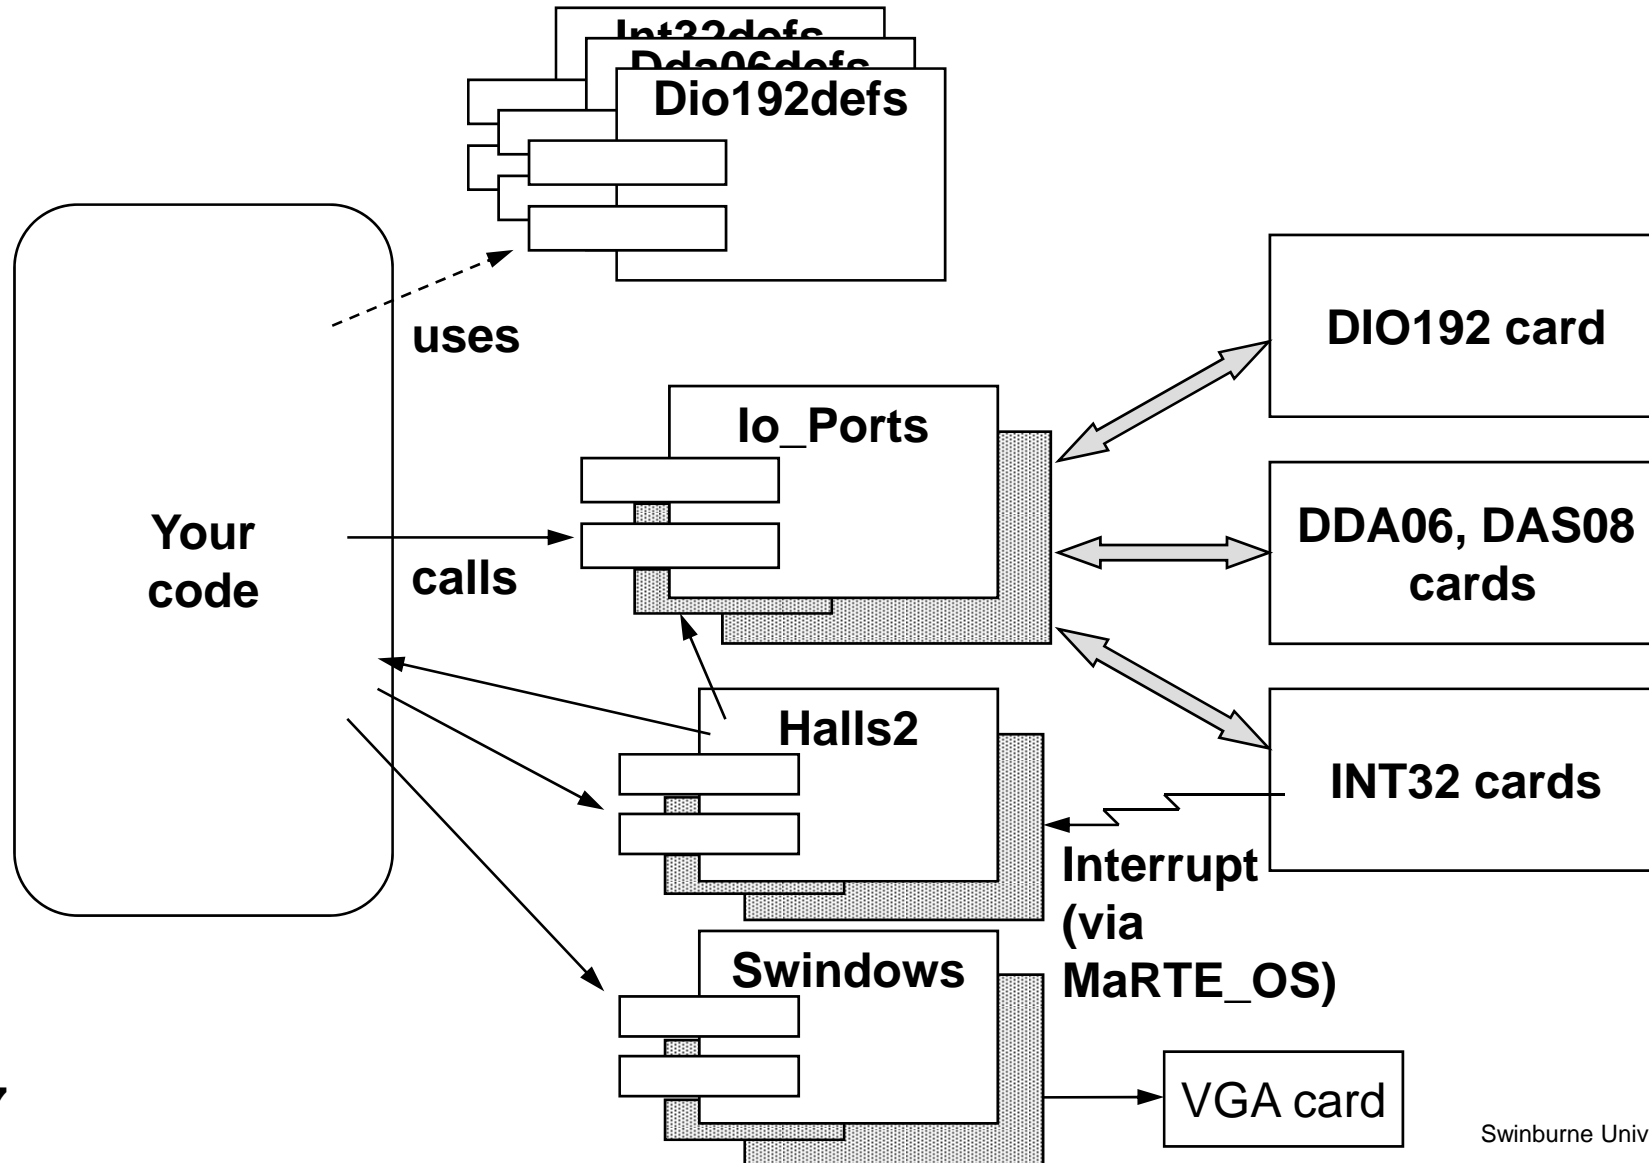 Int32defs
Dda06defs
Dio192defs
uses
DIO192 card
Io_Ports
Your
code
calls
DDA06, DAS08
cards
Halls2
INT32 cards
Interrupt
(via
MaRTE_OS)
Swindows
VGA card
Swinburne Univ